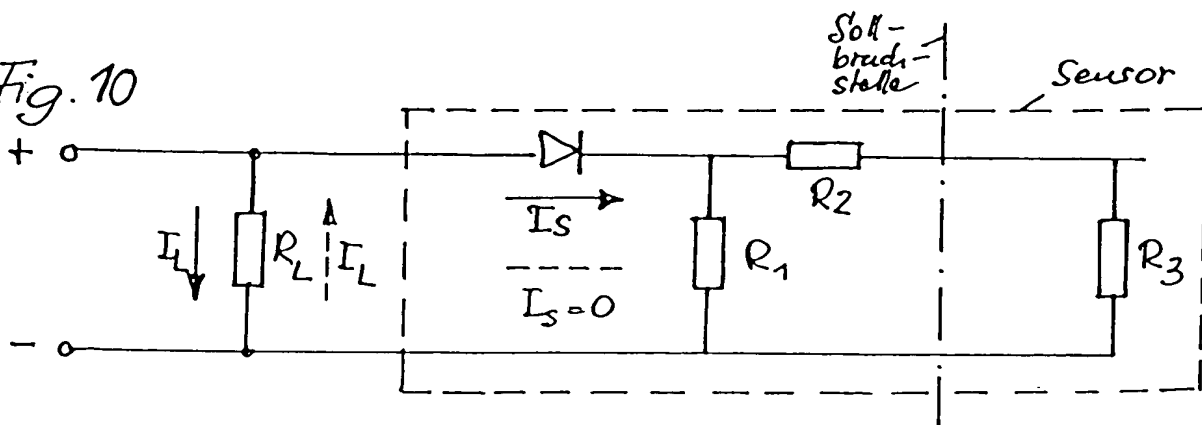 Fig. 10
Soll-
bruch-
stelle
Sensor
+
I_L
R_L
I_L
I_S
I_S=0
R_1
R_2
R_3
-